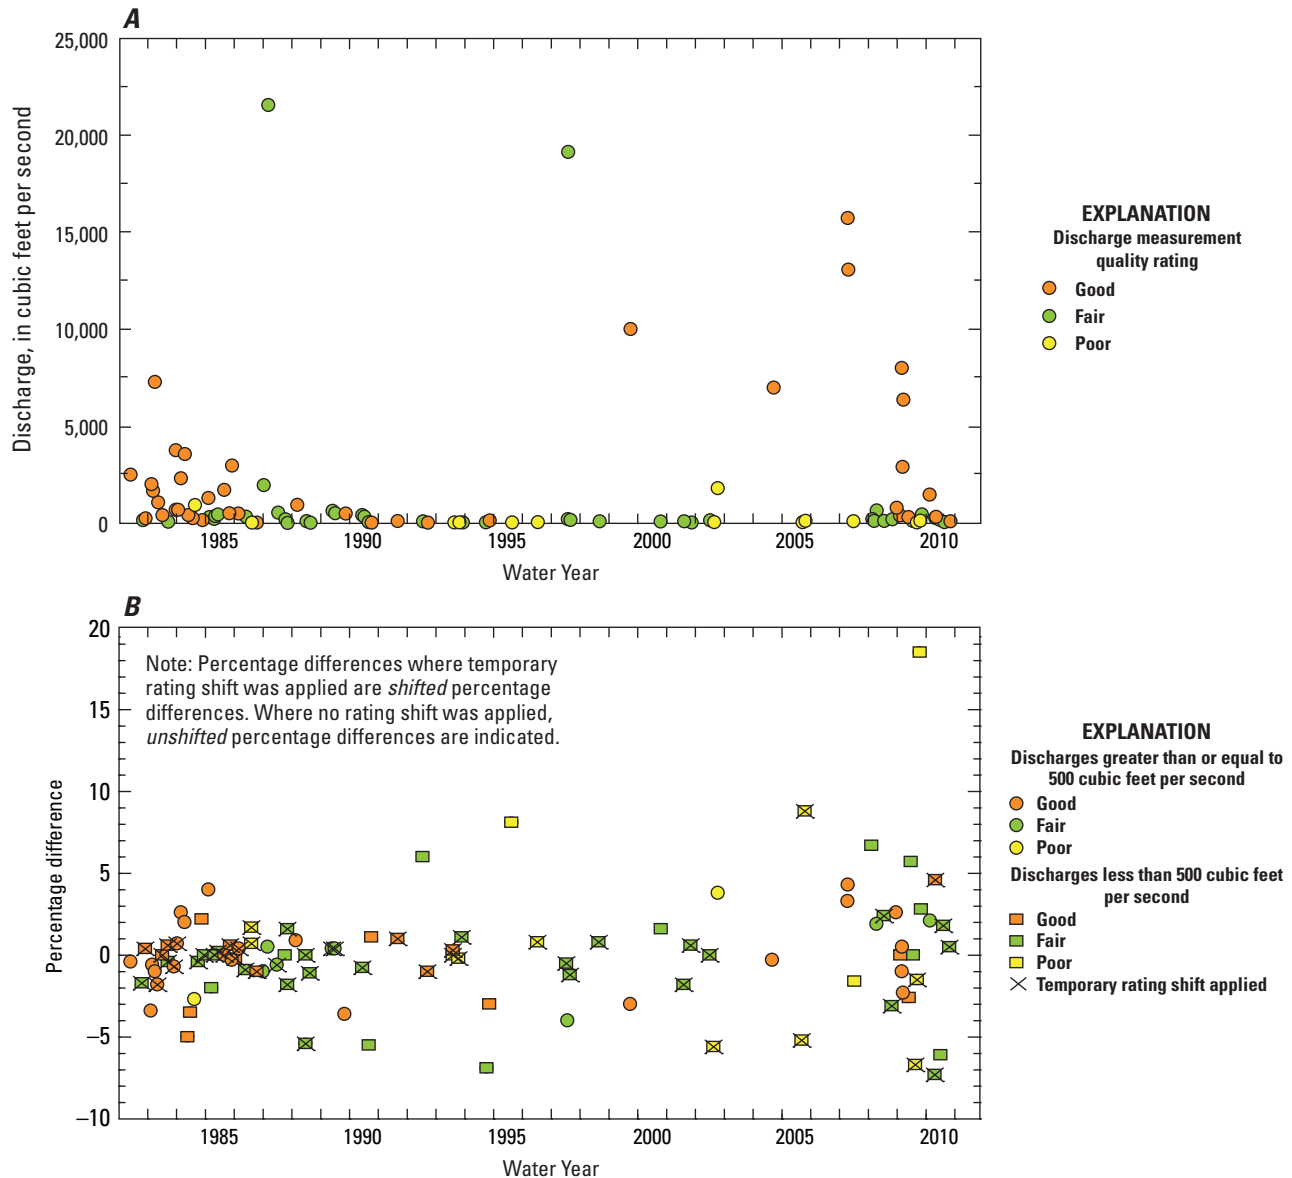 A
25,000
20,000
15,000
10,000
5,000
0
Discharge, in cubic feet per second
1985 1990 1995 2000 2005 2010
Water Year
EXPLANATION
Discharge measurement
quality rating
Good
Fair
Poor
B
20
15
10
5
0
–5
–10
Percentage difference
Note: Percentage differences where temporary
rating shift was applied are shifted percentage
differences. Where no rating shift was applied,
unshifted percentage differences are indicated.
1985 1990 1995 2000 2005 2010
Water Year
EXPLANATION
Discharges greater than or equal to
500 cubic feet per second
Good
Fair
Poor
Discharges less than 500 cubic feet
per second
Good
Fair
Poor
Temporary rating shift applied